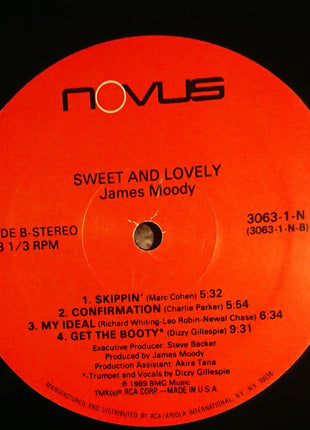 NOVUS
SWEET AND LOVELY
James Moody
DE B-STEREO
3 1/3 RPM
3063-1-N
(3063-1-N-B)
1. SKIPPIN' (Marc Cohen) 5:32
2. CONFIRMATION (Charlie Parker) 5:54
3. MY IDEAL (Richard Whiting-Leo Robin-Newal Chase) 6:34
4. GET THE BOOTY* (Dizzy Gillespie) 9:31
Executive Producer: Steve Backer
Produced by James Moody
Production Assistant: Akira Tana
*-Trumpet and Vocals by Dizzy Gillespie
℗ © 1989 BMG Music
TMK(s) ® RCA CORP.—MADE IN U.S.A.
MANUFACTURED AND DISTRIBUTED BY RCA/ARIOLA INTERNATIONAL, N.Y., N.Y. 10036